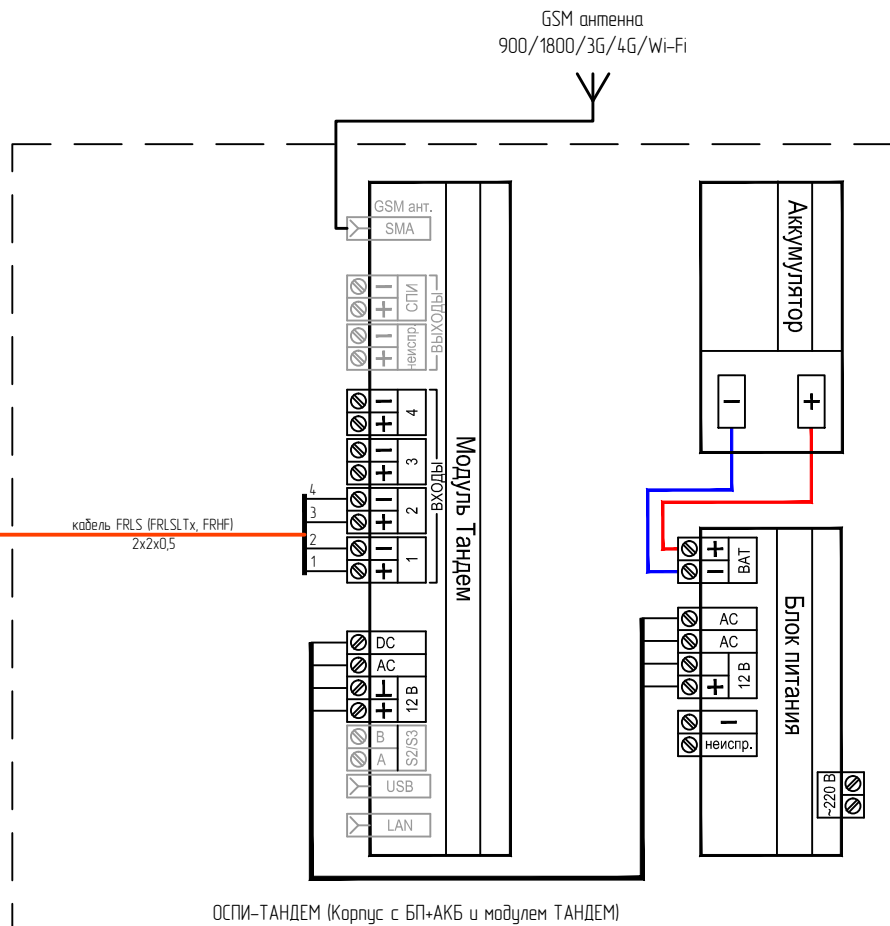 GSM антенна
900/1800/3G/4G/Wi-Fi
GSM ант.
SMA
− СПИ
+
− неиспр.
+
ВЫХОДЫ
− 4
+
− 3
+
4 − 2
3 +
2 − 1
1 +
ВХОДЫ
кабель FRLS (FRLSLTx, FRHF)
2х2х0,5
DC
AC
⊥ 12 В
+
B S2/S3
A
USB
LAN
Модуль Тандем
Аккумулятор
− +
+ BAT
−
AC
AC
12 В
+
−
неиспр.
Блок питания
~220 В
ОСПИ-ТАНДЕМ (Корпус с БП+АКБ и модулем ТАНДЕМ)